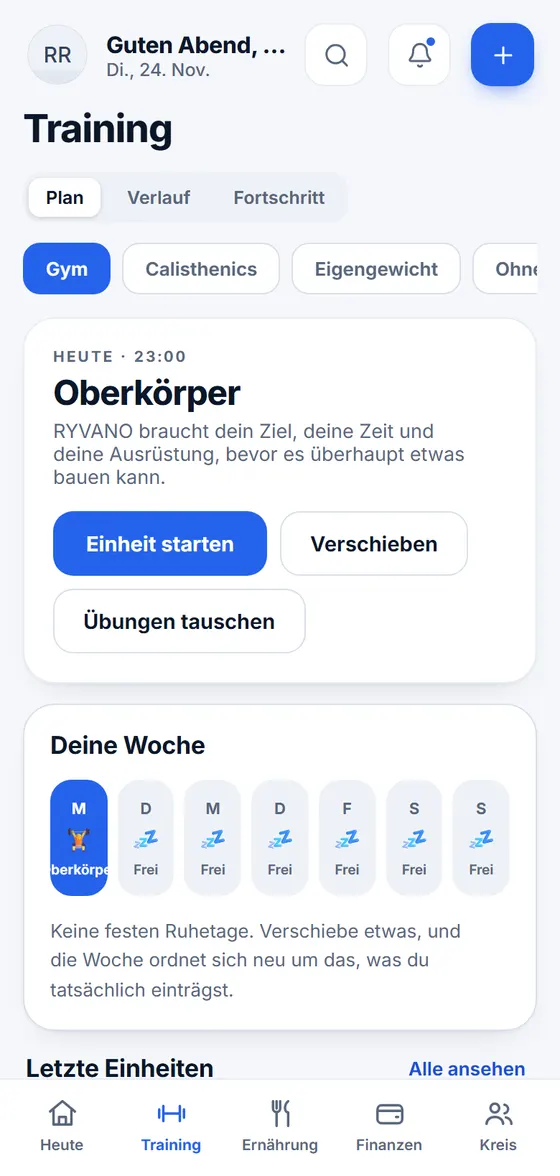 RR
Guten Abend, ...
Di., 24. Nov.
Training
Plan Verlauf Fortschritt
Gym Calisthenics Eigengewicht Ohne
HEUTE · 23:00
Oberkörper
RYVANO braucht dein Ziel, deine Zeit und
deine Ausrüstung, bevor es überhaupt etwas
bauen kann.
Einheit starten Verschieben
Übungen tauschen
Deine Woche
M D M D F S S
berkörpe Frei Frei Frei Frei Frei Frei
Keine festen Ruhetage. Verschiebe etwas, und
die Woche ordnet sich neu um das, was du
tatsächlich einträgst.
Letzte Einheiten Alle ansehen
Heute Training Ernährung Finanzen Kreis